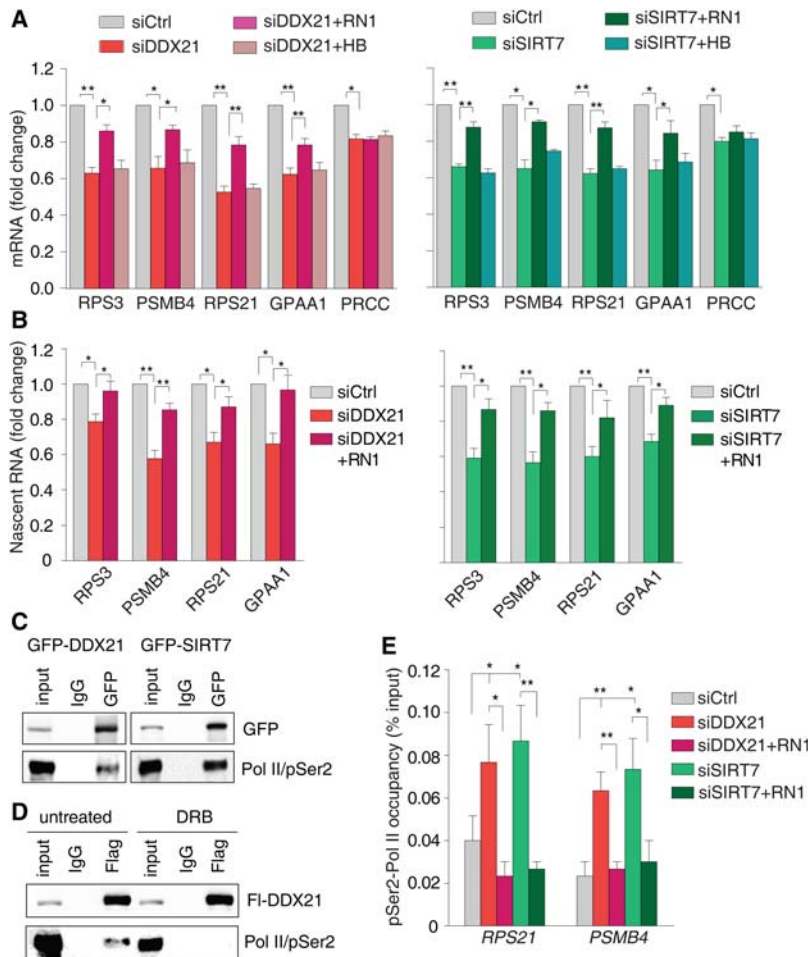 A
siCtrl
siDDX21
siDDX21+RN1
siDDX21+HB
siCtrl
siSIRT7
siSIRT7+RN1
siSIRT7+HB
mRNA (fold change)
1.2
1.0
0.8
0.6
0.4
0.2
0.0
** * * * ** ** ** ** *
** ** * * ** ** * * *
RPS3 PSMB4 RPS21 GPAA1 PRCC
RPS3 PSMB4 RPS21 GPAA1 PRCC
B
Nascent RNA (fold change)
1.2
1.0
0.8
0.6
0.4
0.2
0
* * ** ** * * * *
siCtrl
siDDX21
siDDX21
+RN1
** * ** * ** * ** *
siCtrl
siSIRT7
siSIRT7
+RN1
RPS3 PSMB4 RPS21 GPAA1
RPS3 PSMB4 RPS21 GPAA1
C
GFP-DDX21 GFP-SIRT7
input IgG GFP input IgG GFP
GFP
Pol II/pSer2
D
untreated DRB
input IgG Flag input IgG Flag
Fl-DDX21
Pol II/pSer2
E
pSer2-Pol II occupancy (% input)
0.12
0.10
0.08
0.06
0.04
0.02
0
* * * **
** * ** *
siCtrl
siDDX21
siDDX21+RN1
siSIRT7
siSIRT7+RN1
RPS21 PSMB4